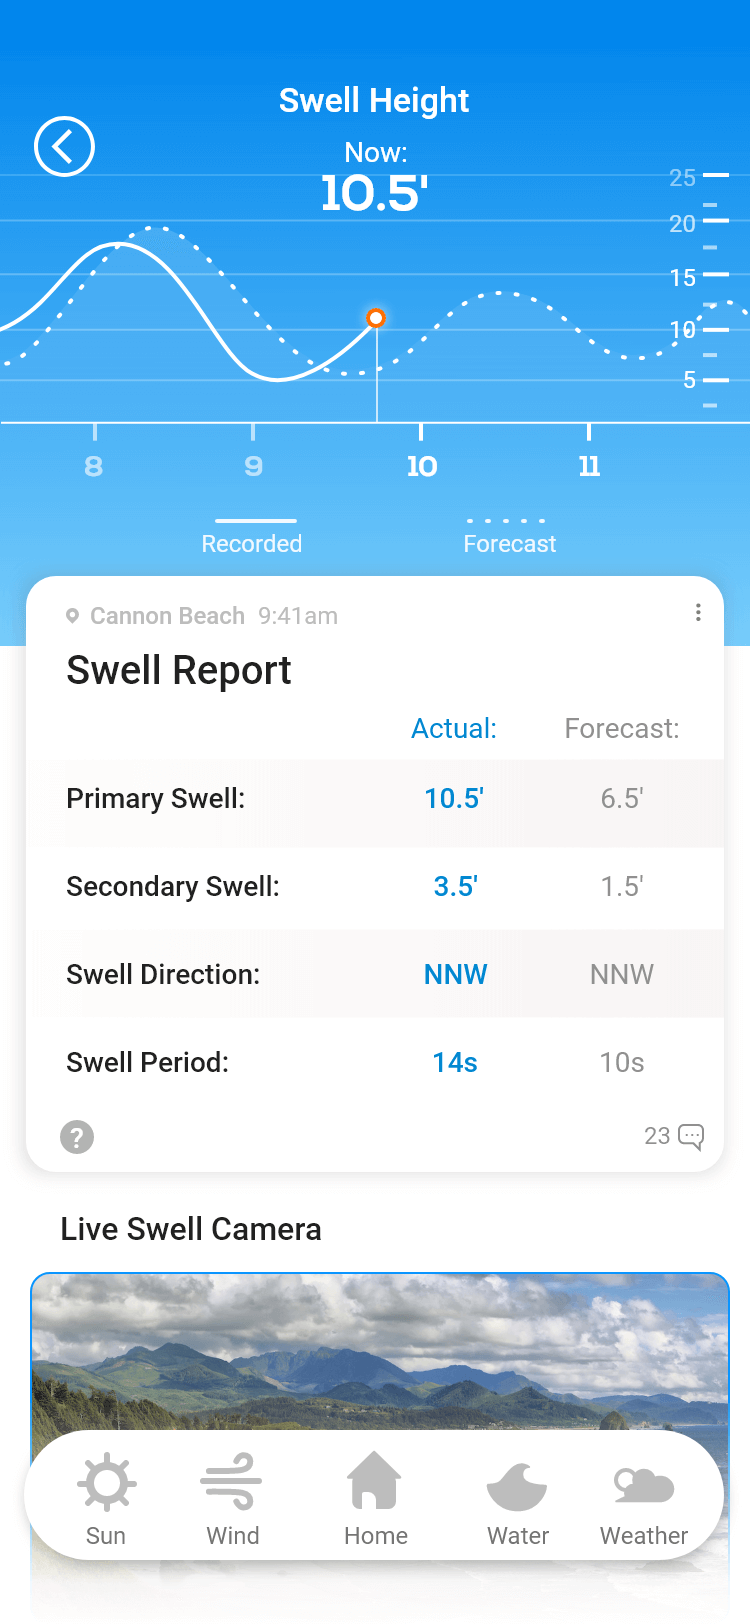 Swell Height
Now:
10.5'
25
20
15
10
5
8 9 10 11
Recorded Forecast
Cannon Beach 9:41am
Swell Report
Actual: Forecast:
Primary Swell: 10.5' 6.5'
Secondary Swell: 3.5' 1.5'
Swell Direction: NNW NNW
Swell Period: 14s 10s
? 23
Live Swell Camera
Sun Wind Home Water Weather